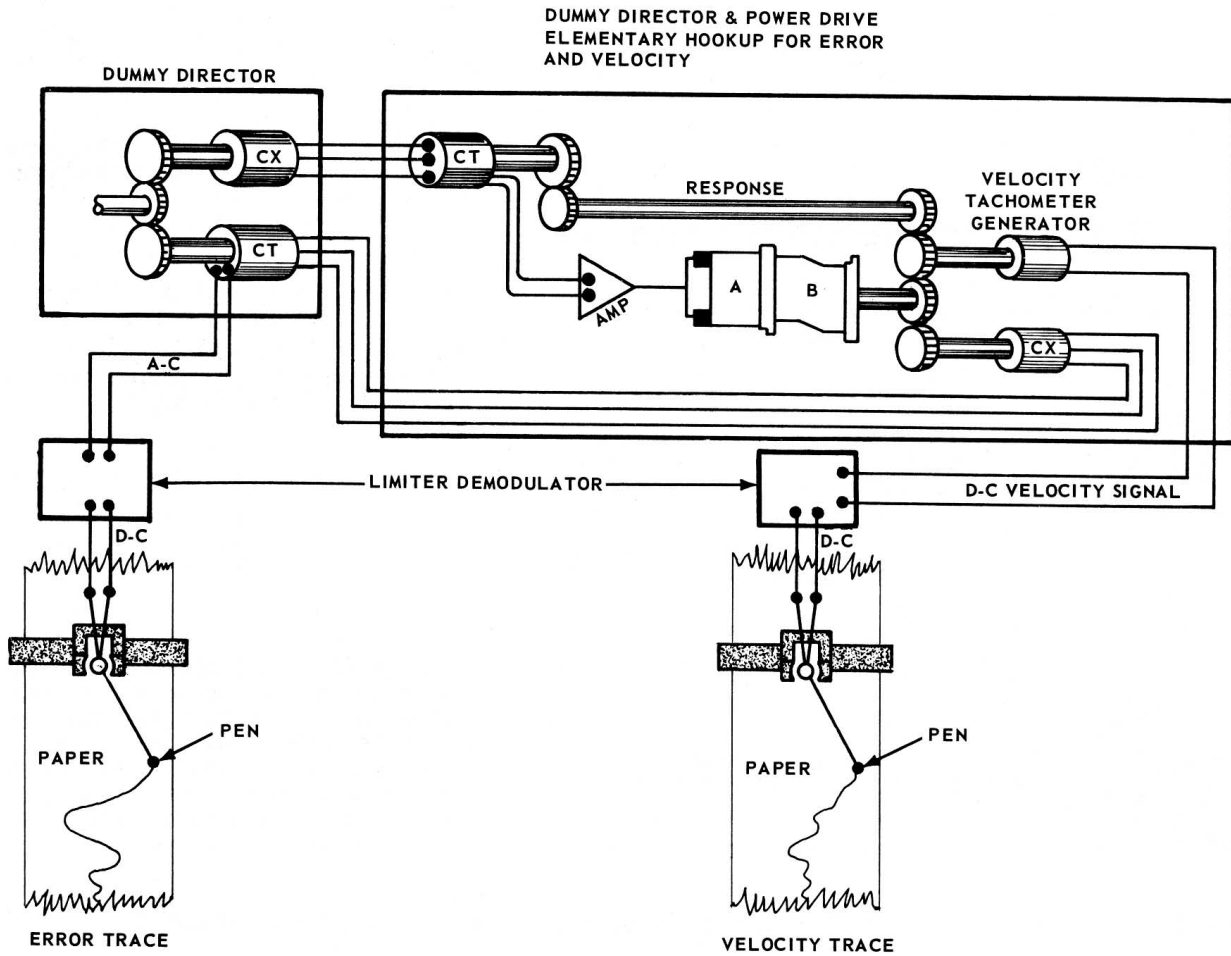 DUMMY DIRECTOR & POWER DRIVE
ELEMENTARY HOOKUP FOR ERROR
AND VELOCITY
DUMMY DIRECTOR
CX
CT
CT
RESPONSE
VELOCITY
TACHOMETER
GENERATOR
AMP
A
B
CX
A-C
LIMITER DEMODULATOR
D-C VELOCITY SIGNAL
D-C
D-C
PEN
PAPER
PEN
PAPER
ERROR TRACE
VELOCITY TRACE